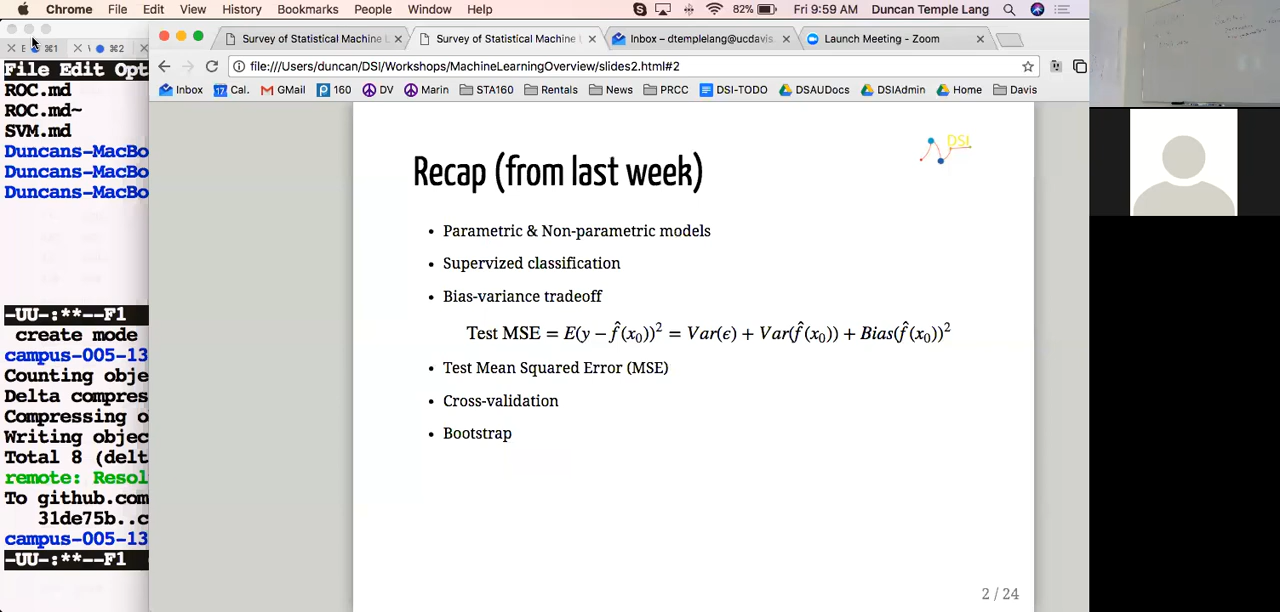 Chrome File Edit View History Bookmarks People Window Help 82% Fri 9:59 AM Duncan Temple Lang
⌘1 ⌘2
Survey of Statistical Machine L
Survey of Statistical Machine L
Inbox – dtemplelang@ucdavis.
Launch Meeting - Zoom
file:///Users/duncan/DSI/Workshops/MachineLearningOverview/slides2.html#2
Inbox 17 Cal. GMail 160 DV Marin STA160 Rentals News PRCC DSI-TODO DSAUDocs DSIAdmin Home Davis
File Edit Opt
ROC.md
ROC.md~
SVM.md
Duncans-MacBo
Duncans-MacBo
Duncans-MacBo
-UU-:**--F1
create mode
campus-005-13
Counting obje
Delta compres
Compressing o
Writing objec
Total 8 (delt
remote: Resol
To github.com
31de75b..c
campus-005-13
-UU-:**--F1
DSI
Recap (from last week)
• Parametric & Non-parametric models
• Supervized classification
• Bias-variance tradeoff
Test MSE = E(y − f̂(x₀))² = Var(ϵ) + Var(f̂(x₀)) + Bias(f̂(x₀))²
• Test Mean Squared Error (MSE)
• Cross-validation
• Bootstrap
2 / 24